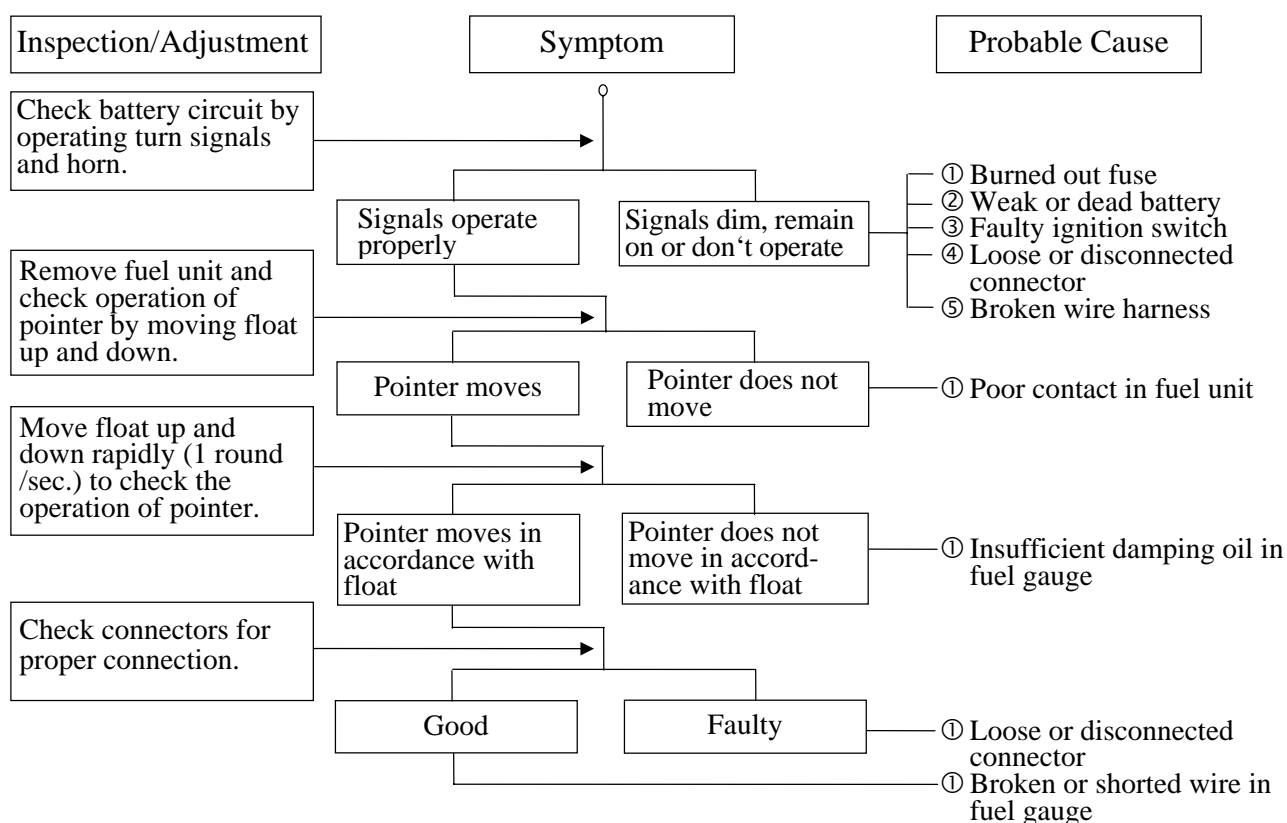 Inspection/Adjustment
Symptom
Probable Cause
Check battery circuit by
operating turn signals
and horn.
Signals operate
properly
Signals dim, remain
on or don‘t operate
① Burned out fuse
② Weak or dead battery
③ Faulty ignition switch
④ Loose or disconnected
connector
⑤ Broken wire harness
Remove fuel unit and
check operation of
pointer by moving float
up and down.
Pointer moves
Pointer does not
move
① Poor contact in fuel unit
Move float up and
down rapidly (1 round
/sec.) to check the
operation of pointer.
Pointer moves in
accordance with
float
Pointer does not
move in accord-
ance with float
① Insufficient damping oil in
fuel gauge
Check connectors for
proper connection.
Good
Faulty
① Loose or disconnected
connector
① Broken or shorted wire in
fuel gauge